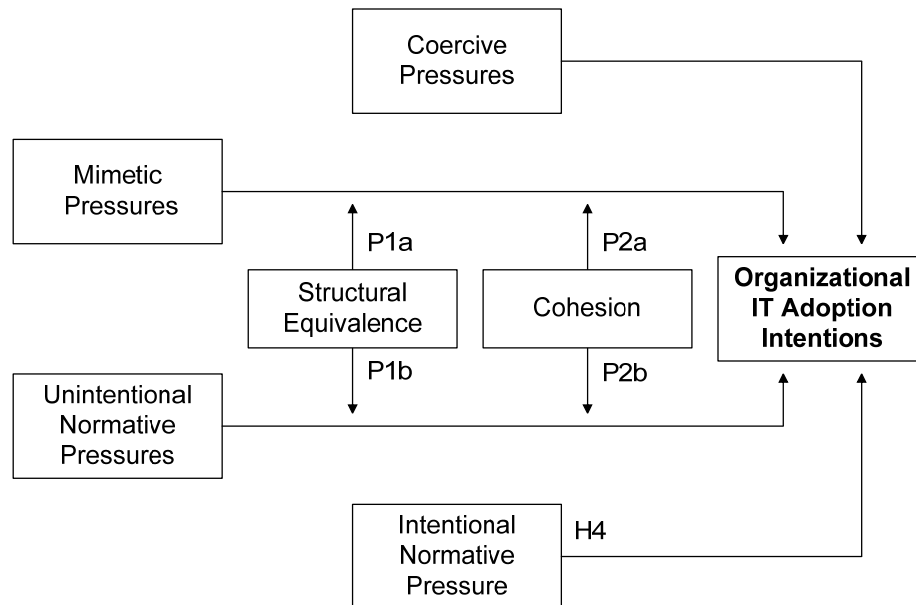 Coercive
Pressures
Mimetic
Pressures
P1a
P2a
Structural
Equivalence
Cohesion
Organizational
IT Adoption
Intentions
P1b
P2b
Unintentional
Normative
Pressures
Intentional
Normative
Pressure
H4